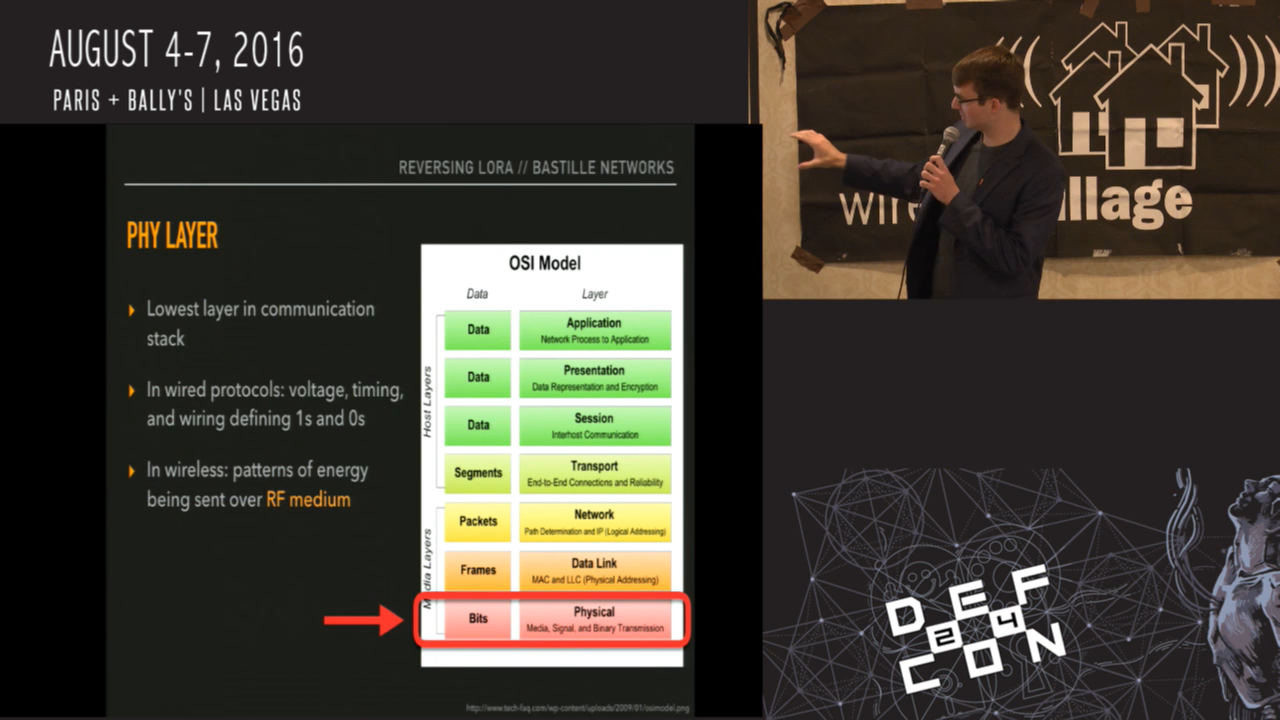 AUGUST 4-7, 2016
PARIS + BALLY'S | LAS VEGAS
REVERSING LORA // BASTILLE NETWORKS
PHY LAYER
Lowest layer in communication
stack
In wired protocols: voltage, timing,
and wiring defining 1s and 0s
In wireless: patterns of energy
being sent over RF medium
OSI Model
Data Layer
Host Layers
Data
Application
Network Process to Application
Data
Presentation
Data Representation and Encryption
Data
Session
Interhost Communication
Segments
Transport
End-to-End Connections and Reliability
Media Layers
Packets
Network
Path Determination and IP (Logical Addressing)
Frames
Data Link
MAC and LLC (Physical Addressing)
Bits
Physical
Media, Signal, and Binary Transmission
http://www.tech-faq.com/wp-content/uploads/2009/01/osimodel.png
wire
illage
DEF
24
CON